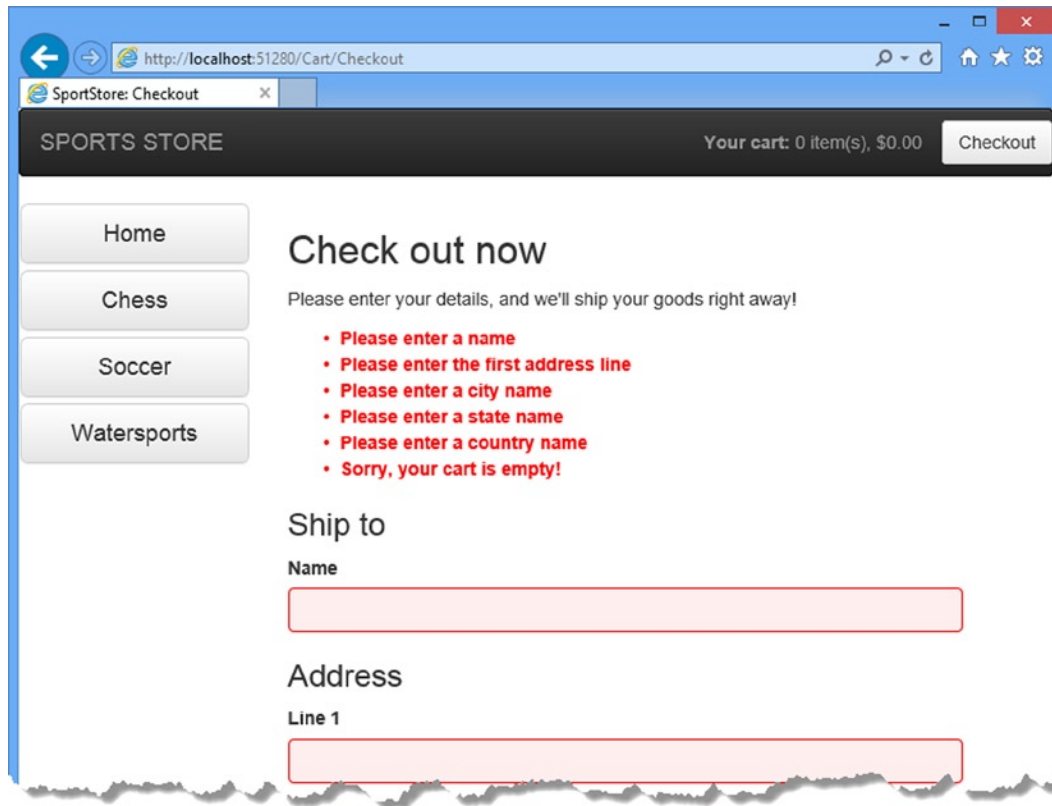 http://localhost:51280/Cart/Checkout
SportStore: Checkout
SPORTS STORE
Your cart: 0 item(s), $0.00
Checkout
Home
Chess
Soccer
Watersports
Check out now
Please enter your details, and we'll ship your goods right away!
• Please enter a name
• Please enter the first address line
• Please enter a city name
• Please enter a state name
• Please enter a country name
• Sorry, your cart is empty!
Ship to
Name
Address
Line 1